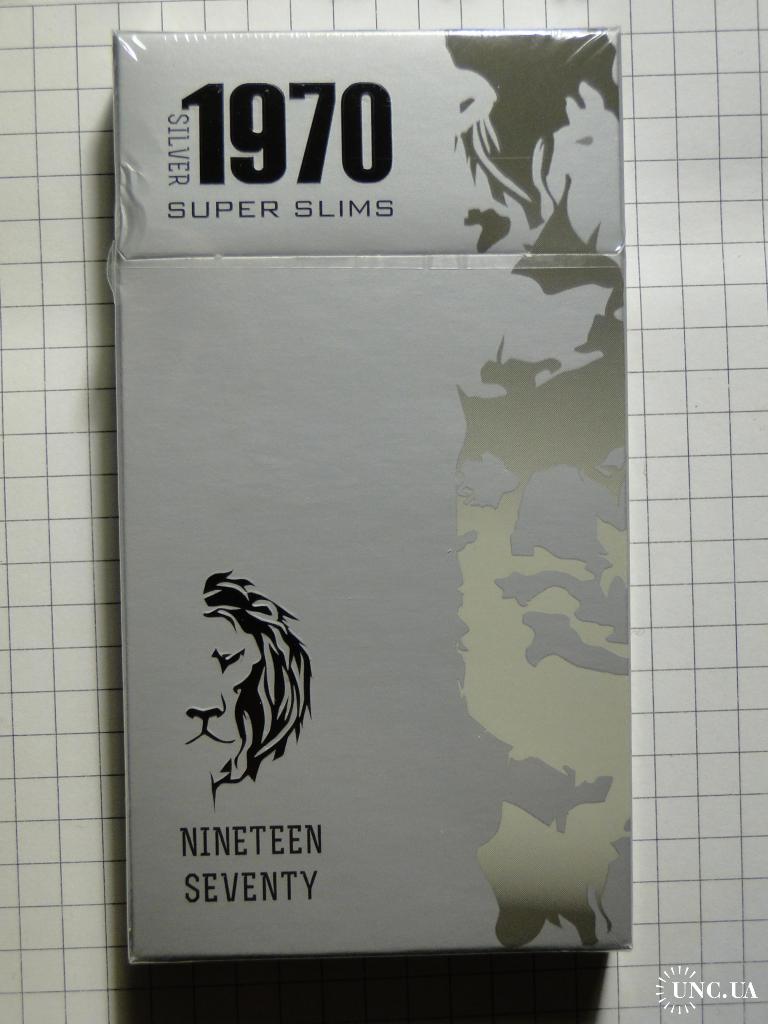 SILVER
1970
SUPER SLIMS
NINETEEN
SEVENTY
UNC.UA